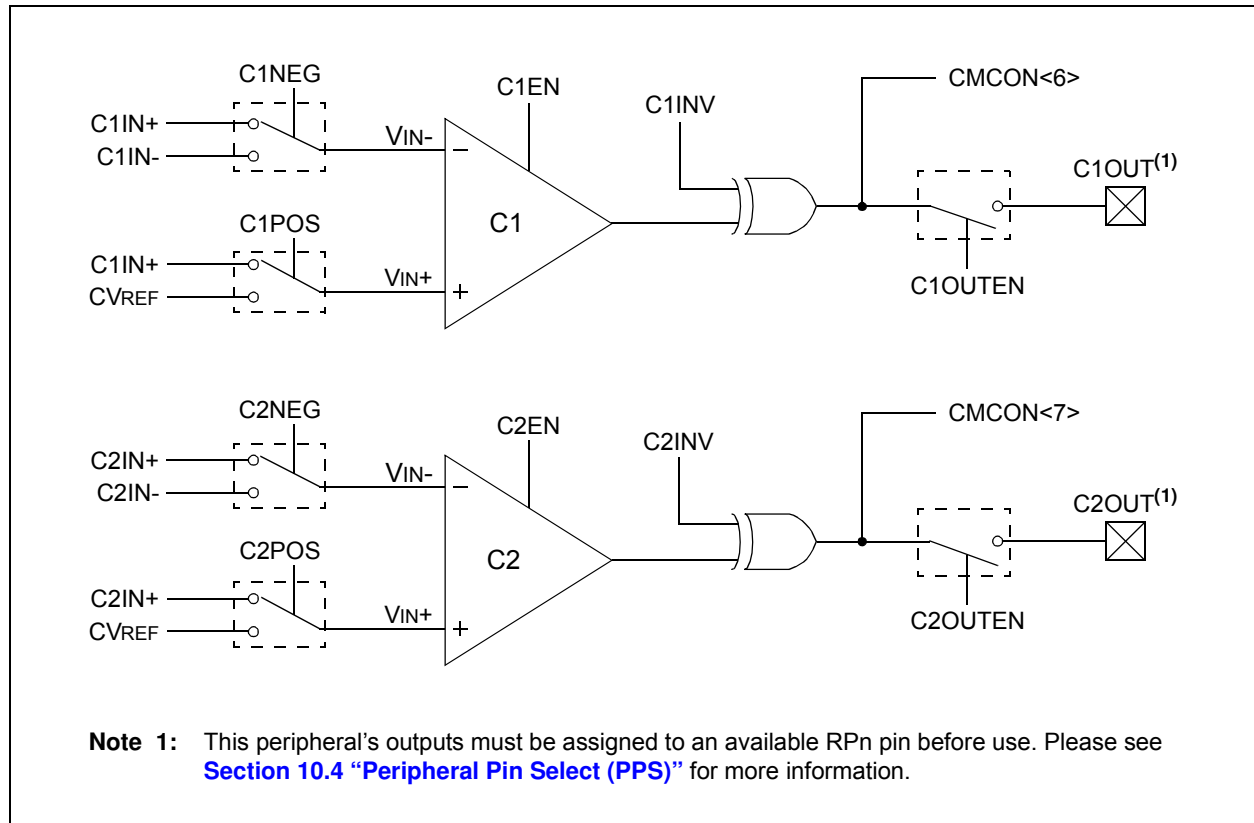 C1NEG
C1EN
CMCON<6>
C1INV
C1IN+
C1IN-
VIN-
–
C1OUT(1)
C1
C1POS
C1IN+
CVREF
VIN+
+
C1OUTEN
C2NEG
C2EN
CMCON<7>
C2INV
C2IN+
C2IN-
VIN-
–
C2OUT(1)
C2
C2POS
C2IN+
CVREF
VIN+
+
C2OUTEN
Note 1: This peripheral's outputs must be assigned to an available RPn pin before use. Please see
Section 10.4 “Peripheral Pin Select (PPS)” for more information.